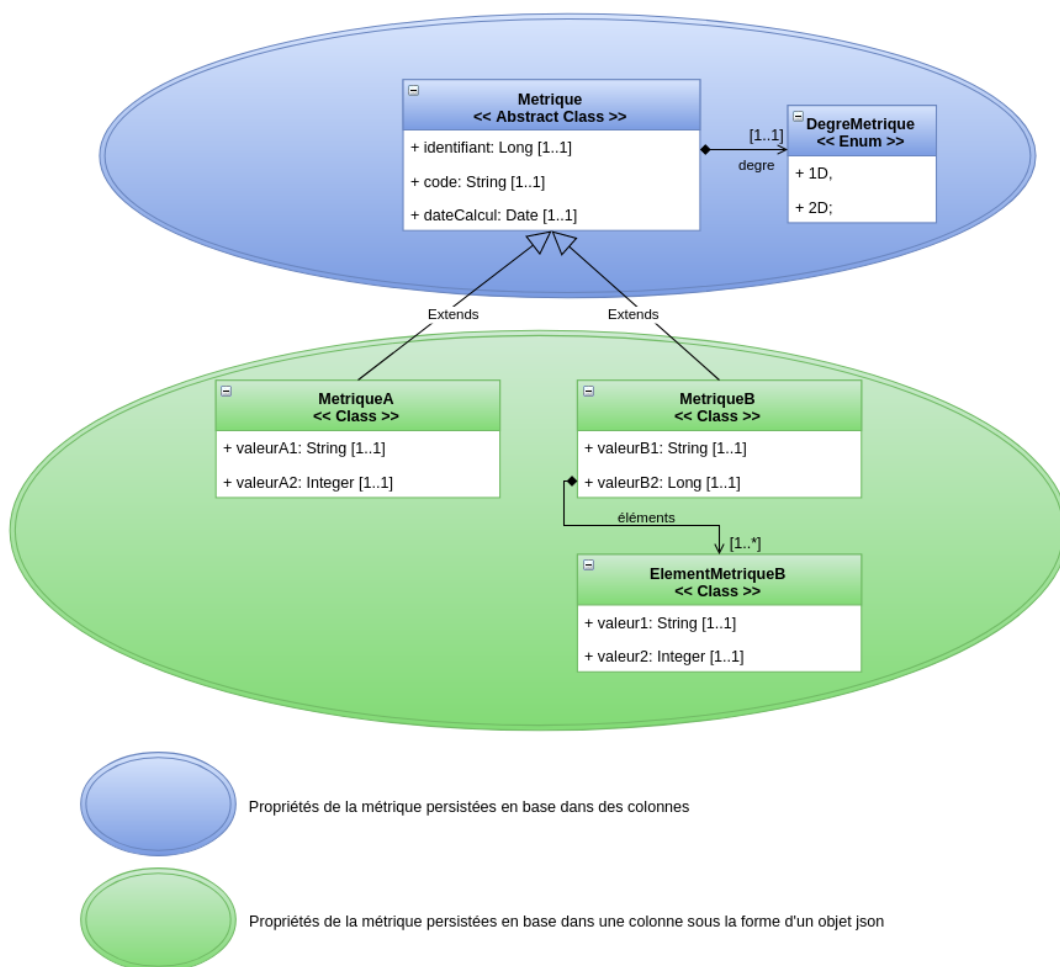 Metrique
<< Abstract Class >>
+ identifiant: Long [1..1]
+ code: String [1..1]
+ dateCalcul: Date [1..1]
[1..1]
degre
DegreMetrique
<< Enum >>
+ 1D,
+ 2D;
Extends
Extends
MetriqueA
<< Class >>
+ valeurA1: String [1..1]
+ valeurA2: Integer [1..1]
MetriqueB
<< Class >>
+ valeurB1: String [1..1]
+ valeurB2: Long [1..1]
éléments
[1..*]
ElementMetriqueB
<< Class >>
+ valeur1: String [1..1]
+ valeur2: Integer [1..1]
Propriétés de la métrique persistées en base dans des colonnes
Propriétés de la métrique persistées en base dans une colonne sous la forme d'un objet json